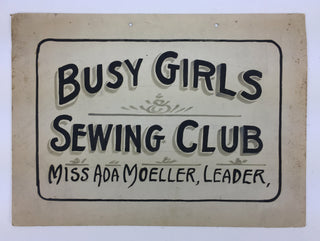 BUSY GIRLS
SEWING CLUB
MISS ADA MOELLER, LEADER,